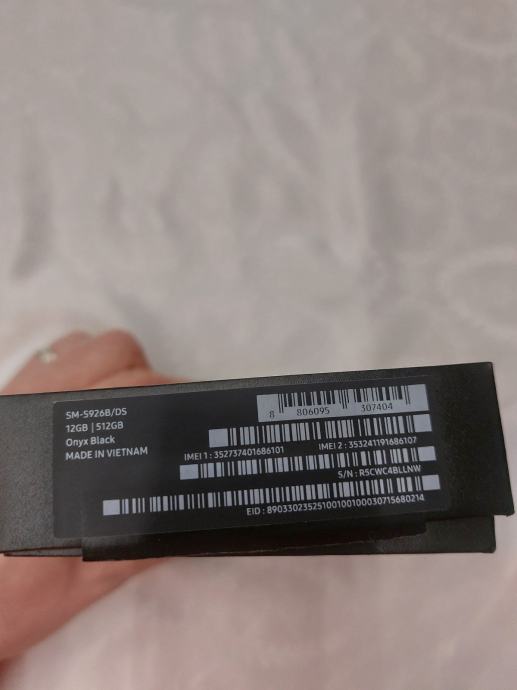 SM-S926B/DS
12GB | 512GB
Onyx Black
MADE IN VIETNAM
8 806095 307404
IMEI 1 : 352737401686101
IMEI 2 : 353241191686107
S/N : R5CWC4BLLNW
EID : 89033023525100100100030715680214